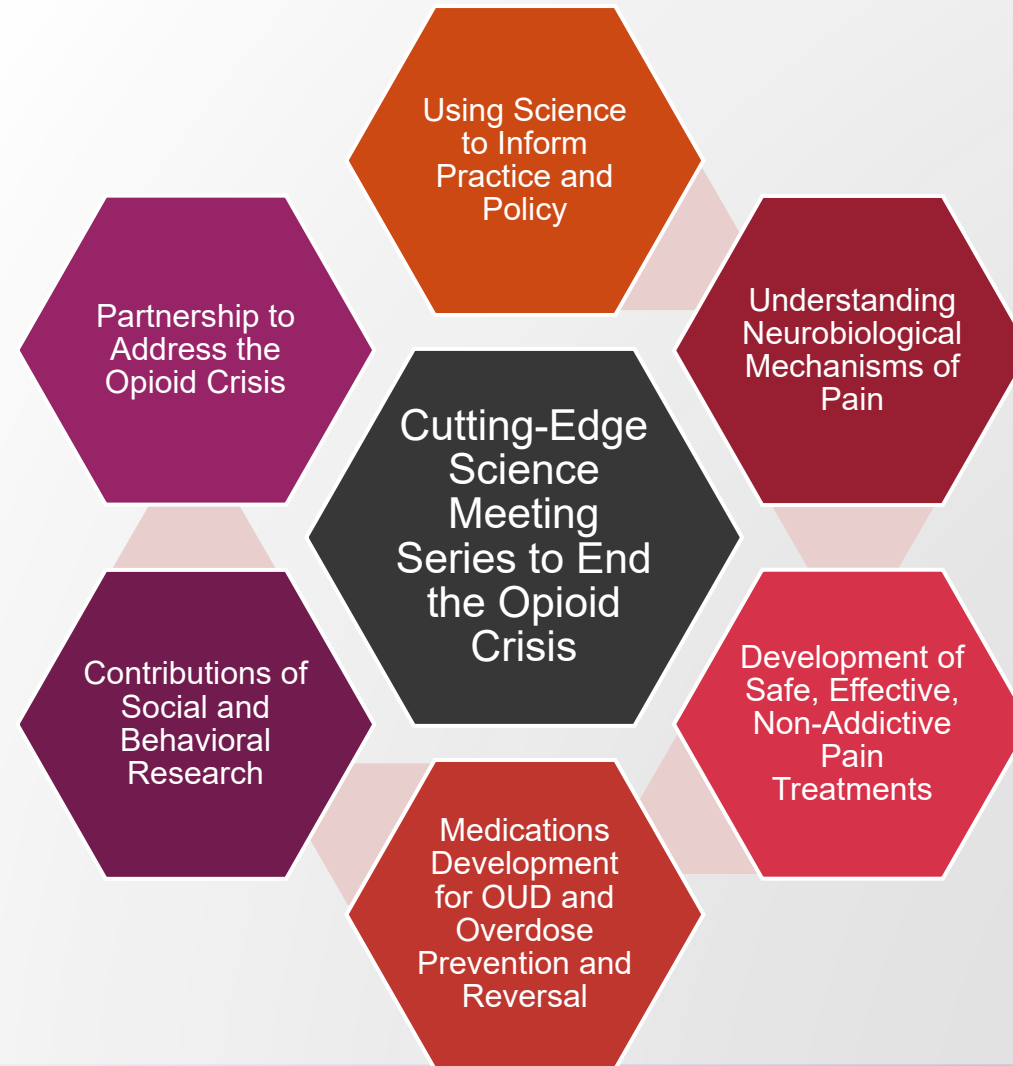 Using Science
to Inform
Practice and
Policy
Understanding
Neurobiological
Mechanisms of
Pain
Development of
Safe, Effective,
Non-Addictive
Pain
Treatments
Medications
Development
for OUD and
Overdose
Prevention and
Reversal
Contributions of
Social and
Behavioral
Research
Partnership to
Address the
Opioid Crisis
Cutting-Edge
Science
Meeting
Series to End
the Opioid
Crisis